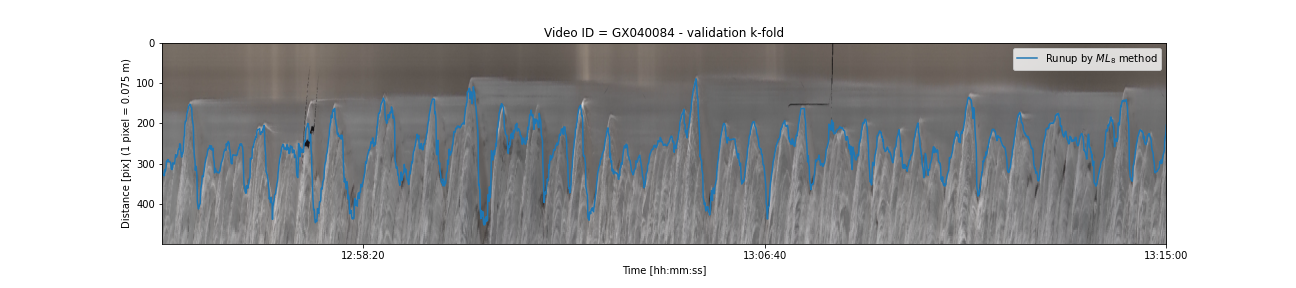 Video ID = GX040084 - validation k-fold
Runup by ML₈ method
Distance [pix] (1 pixel = 0.075 m)
0
100
200
300
400
12:58:20
13:06:40
13:15:00
Time [hh:mm:ss]